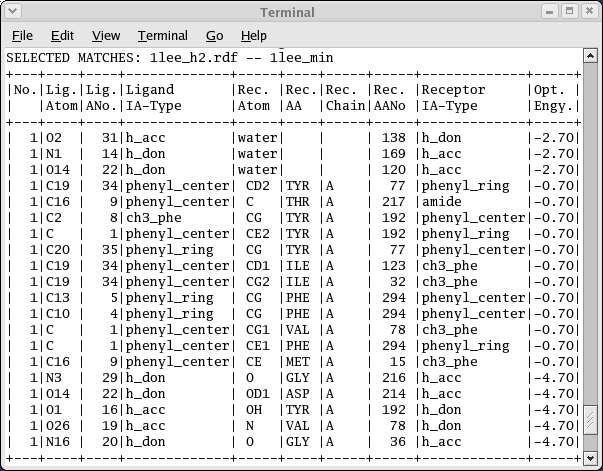 Terminal
File Edit View Terminal Go Help
SELECTED MATCHES: 1lee_h2.rdf -- 1lee_min
+---+----+----+-------------+-----+----+-----+----+-------------+-----+
|No.|Lig.|Lig.|Ligand       |Rec. |Rec.|Rec. |Rec.|Receptor     |Opt. |
|   |Atom|ANo.|IA-Type      |Atom |AA  |Chain|AANo|IA-Type      |Engy.|
+---+----+----+-------------+-----+----+-----+----+-------------+-----+
|  1|O2  |  31|h_acc        |water|    |     | 138|h_don        |-2.70|
|  1|N1  |  14|h_don        |water|    |     | 169|h_acc        |-2.70|
|  1|O14 |  22|h_don        |water|    |     | 120|h_acc        |-2.70|
|  1|C19 |  34|phenyl_center| CD2 |TYR |A    |  77|phenyl_ring  |-0.70|
|  1|C16 |   9|phenyl_center| C   |THR |A    | 217|amide        |-0.70|
|  1|C2  |   8|ch3_phe      | CG  |TYR |A    | 192|phenyl_center|-0.70|
|  1|C   |   1|phenyl_center| CE2 |TYR |A    | 192|phenyl_ring  |-0.70|
|  1|C20 |  35|phenyl_ring  | CG  |TYR |A    |  77|phenyl_center|-0.70|
|  1|C19 |  34|phenyl_center| CD1 |ILE |A    | 123|ch3_phe      |-0.70|
|  1|C19 |  34|phenyl_center| CG2 |ILE |A    |  32|ch3_phe      |-0.70|
|  1|C13 |   5|phenyl_ring  | CG  |PHE |A    | 294|phenyl_center|-0.70|
|  1|C10 |   4|phenyl_ring  | CG  |PHE |A    | 294|phenyl_center|-0.70|
|  1|C   |   1|phenyl_center| CG1 |VAL |A    |  78|ch3_phe      |-0.70|
|  1|C   |   1|phenyl_center| CE1 |PHE |A    | 294|phenyl_ring  |-0.70|
|  1|C16 |   9|phenyl_center| CE  |MET |A    |  15|ch3_phe      |-0.70|
|  1|N3  |  29|h_don        | O   |GLY |A    | 216|h_acc        |-4.70|
|  1|O14 |  22|h_don        | OD1 |ASP |A    | 214|h_acc        |-4.70|
|  1|O1  |  16|h_acc        | OH  |TYR |A    | 192|h_don        |-4.70|
|  1|O26 |  19|h_acc        | N   |VAL |A    |  78|h_don        |-4.70|
|  1|N16 |  20|h_don        | O   |GLY |A    |  36|h_acc        |-4.70|
+---+----+----+-------------+-----+----+-----+----+-------------+-----+